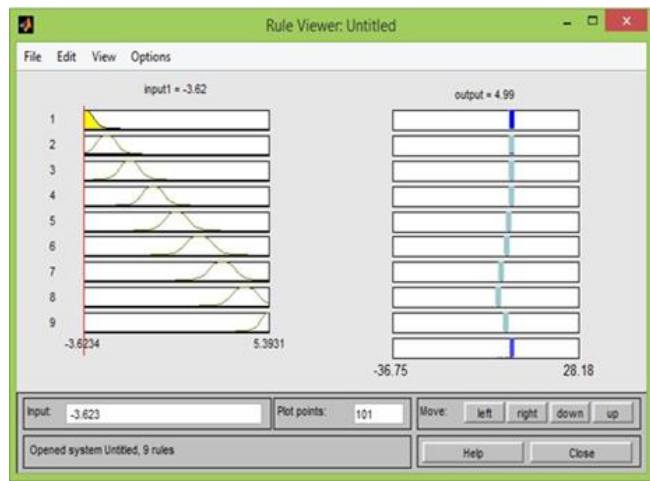 Rule Viewer: Untitled
File Edit View Options
input1 = -3.62
output = 4.99
1
2
3
4
5
6
7
8
9
-3.6234
5.3931
-36.75
28.18
Input: -3.623
Plot points: 101
Move: left right down up
Opened system Untitled, 9 rules
Help Close